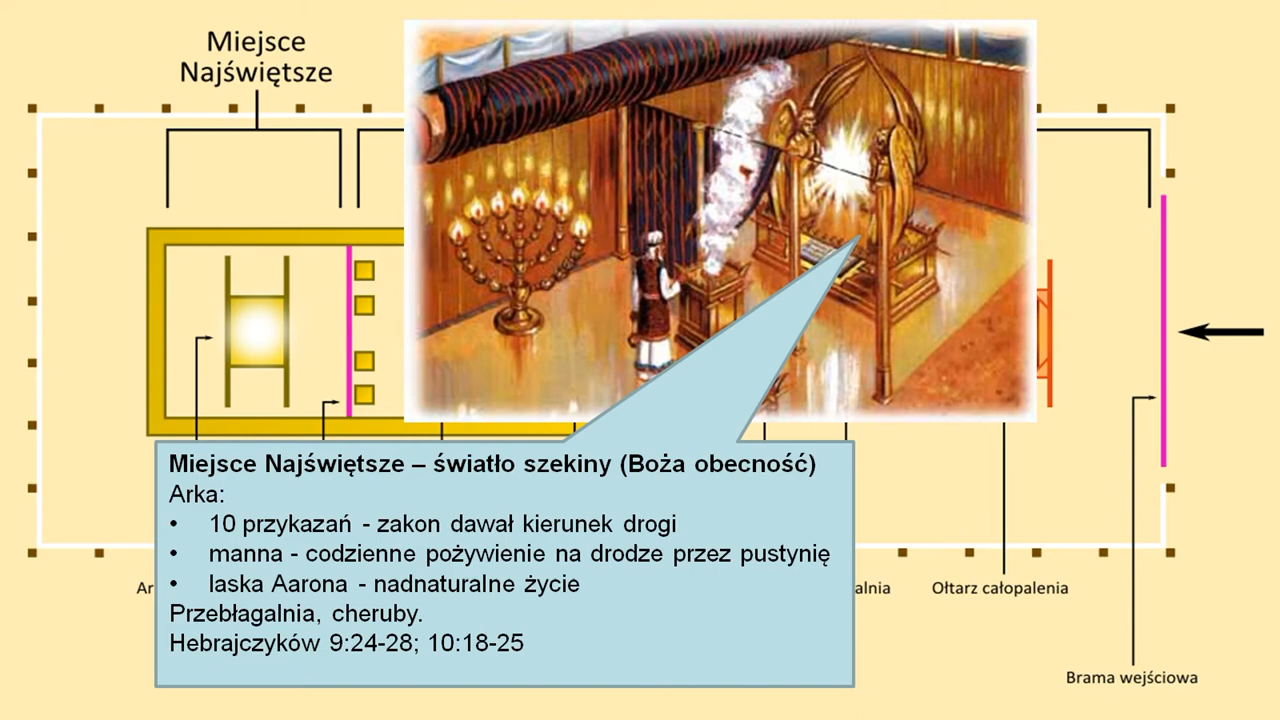 Miejsce
Najświętsze
Miejsce Najświętsze – światło szekiny (Boża obecność)
Arka:
• 10 przykazań - zakon dawał kierunek drogi
• manna - codzienne pożywienie na drodze przez pustynię
• laska Aarona - nadnaturalne życie
Przebłagalnia, cheruby.
Hebrajczyków 9:24-28; 10:18-25
Ołtarz całopalenia
Brama wejściowa